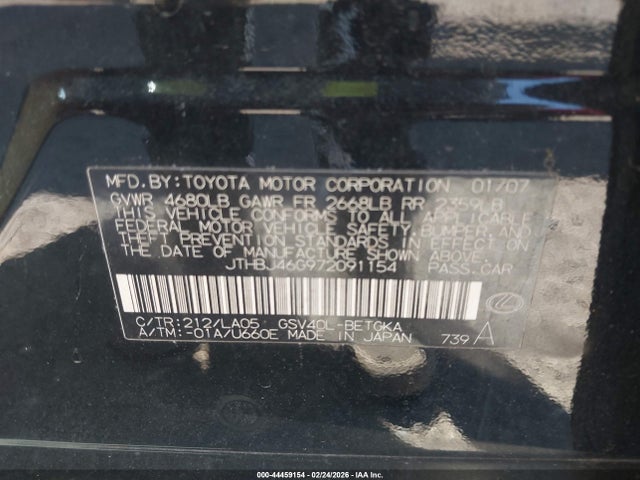 MFD.BY:TOYOTA MOTOR CORPORATION 01/07
GVWR 4680LB GAWR FR 2668LB RR 2359LB
THIS VEHICLE CONFORMS TO ALL APPLICABLE
FEDERAL MOTOR VEHICLE SAFETY,BUMPER, AND
THEFT PREVENTION STANDARDS IN EFFECT ON
THE DATE OF MANUFACTURE SHOWN ABOVE.
JTHBJ46G972091154 PASS.CAR
C/TR:212/LA05 GSV40L-BETGKA
A/TM:-01A/U660E MADE IN JAPAN 739 A
000-44459154 - 02/24/2026 - IAA Inc.